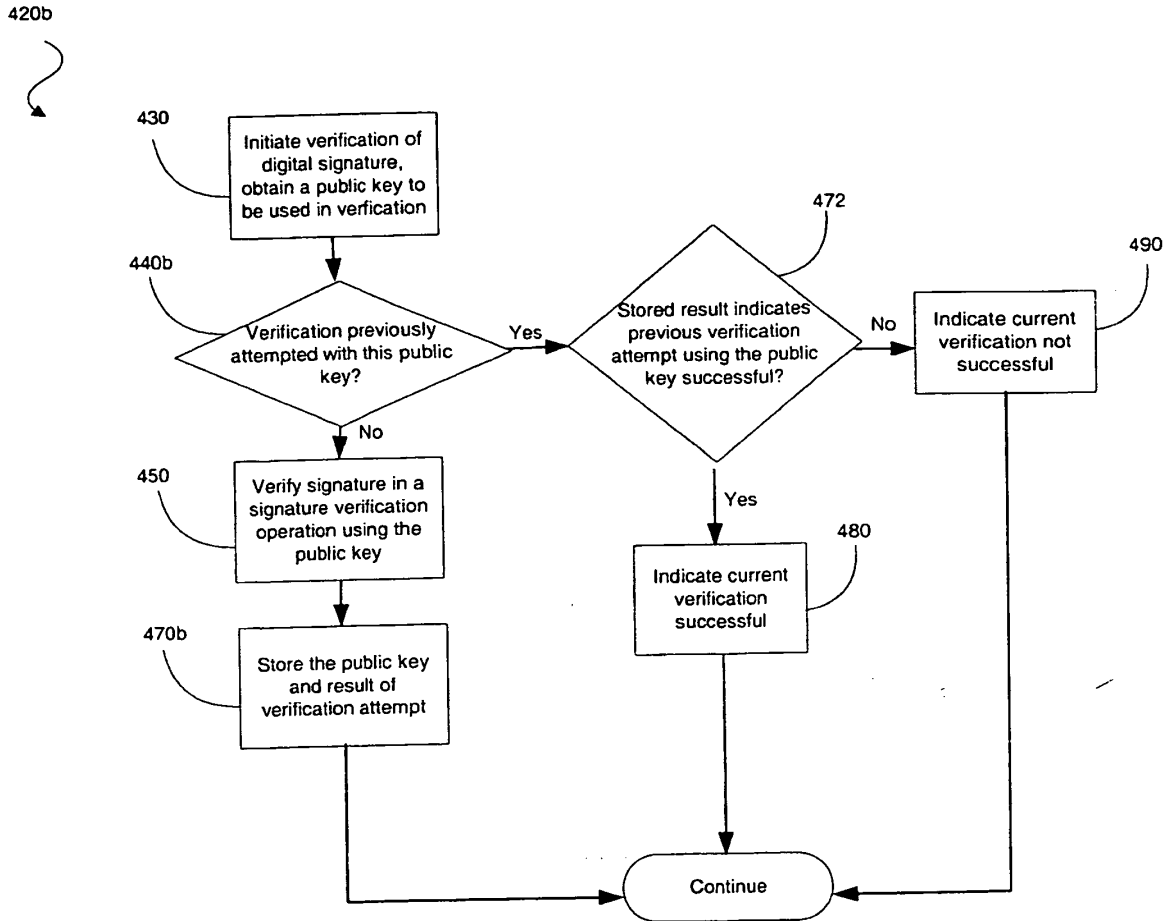 420b
430
Initiate verification of
digital signature,
obtain a public key to
be used in verfication
440b
Verification previously
attempted with this public
key?
Yes
No
472
Stored result indicates
previous verification
attempt using the public
key successful?
No
490
Indicate current
verification not
successful
Yes
450
Verify signature in a
signature verification
operation using the
public key
480
Indicate current
verification
successful
470b
Store the public key
and result of
verification attempt
Continue